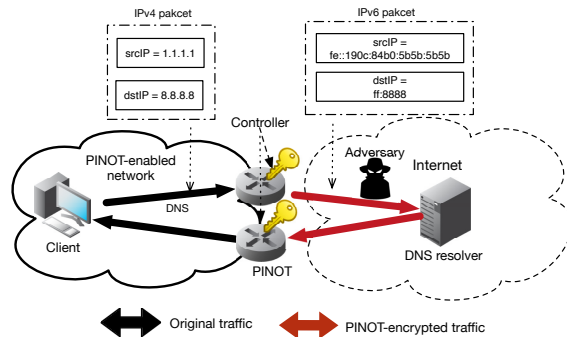 IPv4 pakcet
IPv6 pakcet
srcIP = 1.1.1.1
dstIP = 8.8.8.8
srcIP =
fe::190c:84b0:5b5b:5b5b
dstIP =
ff:8888
Controller
PINOT-enabled
network
Adversary
Internet
DNS
Client
PINOT
DNS resolver
Original traffic
PINOT-encrypted traffic